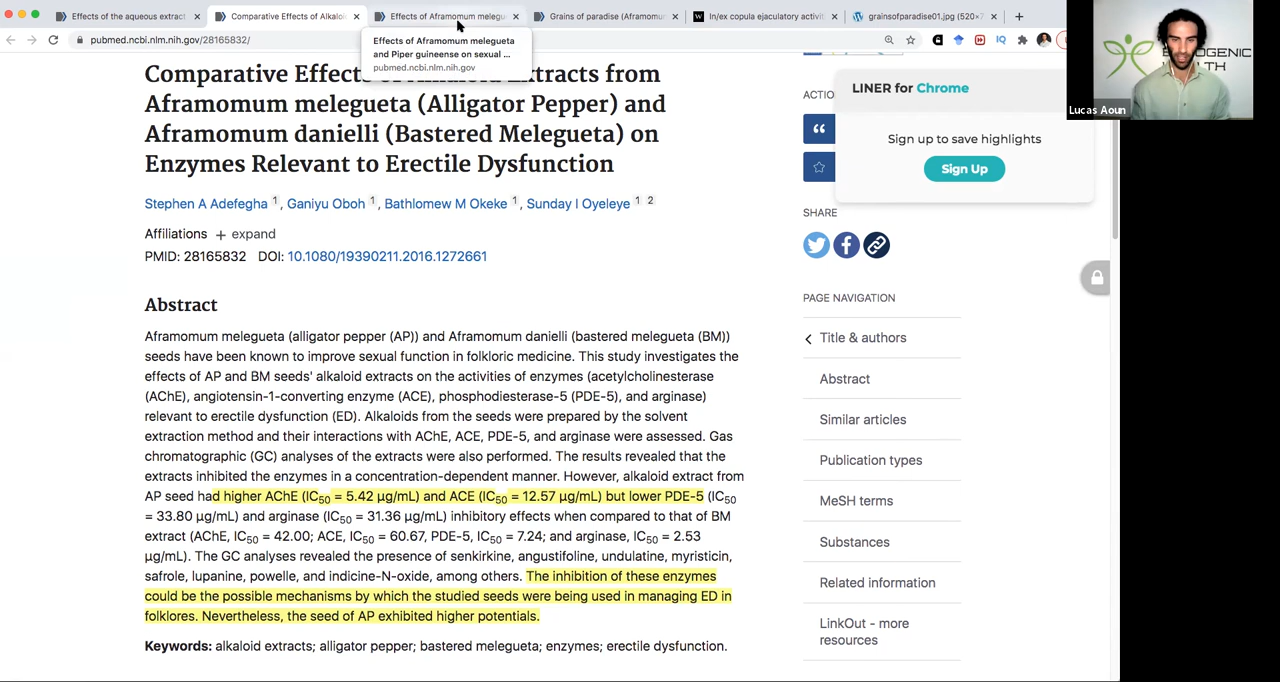 Effects of the aqueous extract
Comparative Effects of Alkaloi
Effects of Aframomum melegu
Grains of paradise (Aframomum
In/ex copula ejaculatory activiti
grainsofparadise01.jpg (520×7
pubmed.ncbi.nlm.nih.gov/28165832/
Effects of Aframomum melegueta
and Piper guineense on sexual ...
pubmed.ncbi.nlm.nih.gov
Lucas Aoun
Comparative Effects of Alkaloid Extracts from
Aframomum melegueta (Alligator Pepper) and
Aframomum danielli (Bastered Melegueta) on
Enzymes Relevant to Erectile Dysfunction
Stephen A Adefegha 1, Ganiyu Oboh 1, Bathlomew M Okeke 1, Sunday I Oyeleye 1 2
Affiliations + expand
PMID: 28165832 DOI: 10.1080/19390211.2016.1272661
Abstract
Aframomum melegueta (alligator pepper (AP)) and Aframomum danielli (bastered melegueta (BM))
seeds have been known to improve sexual function in folkloric medicine. This study investigates the
effects of AP and BM seeds' alkaloid extracts on the activities of enzymes (acetylcholinesterase
(AChE), angiotensin-1-converting enzyme (ACE), phosphodiesterase-5 (PDE-5), and arginase)
relevant to erectile dysfunction (ED). Alkaloids from the seeds were prepared by the solvent
extraction method and their interactions with AChE, ACE, PDE-5, and arginase were assessed. Gas
chromatographic (GC) analyses of the extracts were also performed. The results revealed that the
extracts inhibited the enzymes in a concentration-dependent manner. However, alkaloid extract from
AP seed had higher AChE (IC50 = 5.42 μg/mL) and ACE (IC50 = 12.57 μg/mL) but lower PDE-5 (IC50
= 33.80 μg/mL) and arginase (IC50 = 31.36 μg/mL) inhibitory effects when compared to that of BM
extract (AChE, IC50 = 42.00; ACE, IC50 = 60.67, PDE-5, IC50 = 7.24; and arginase, IC50 = 2.53
μg/mL). The GC analyses revealed the presence of senkirkine, angustifoline, undulatine, myristicin,
safrole, lupanine, powelle, and indicine-N-oxide, among others. The inhibition of these enzymes
could be the possible mechanisms by which the studied seeds were being used in managing ED in
folklores. Nevertheless, the seed of AP exhibited higher potentials.
Keywords: alkaloid extracts; alligator pepper; bastered melegueta; enzymes; erectile dysfunction.
ACTIO
LINER for Chrome
Sign up to save highlights
Sign Up
SHARE
PAGE NAVIGATION
Title & authors
Abstract
Similar articles
Publication types
MeSH terms
Substances
Related information
LinkOut - more
resources